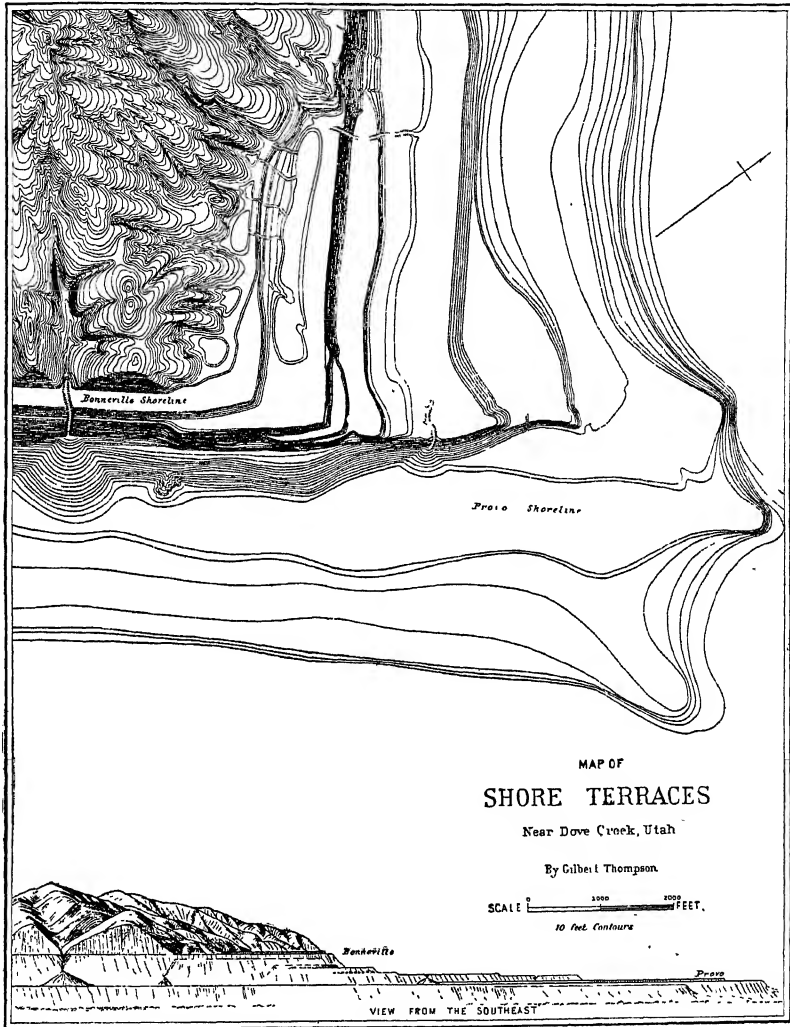 Bonneville Shoreline
Provo Shoreline
MAP OF
SHORE TERRACES
Near Dove Creek, Utah
By Gilbert Thompson
SCALE 0 1000 2000 FEET.
10 feet Contours
Bonneville
Provo
VIEW FROM THE SOUTHEAST